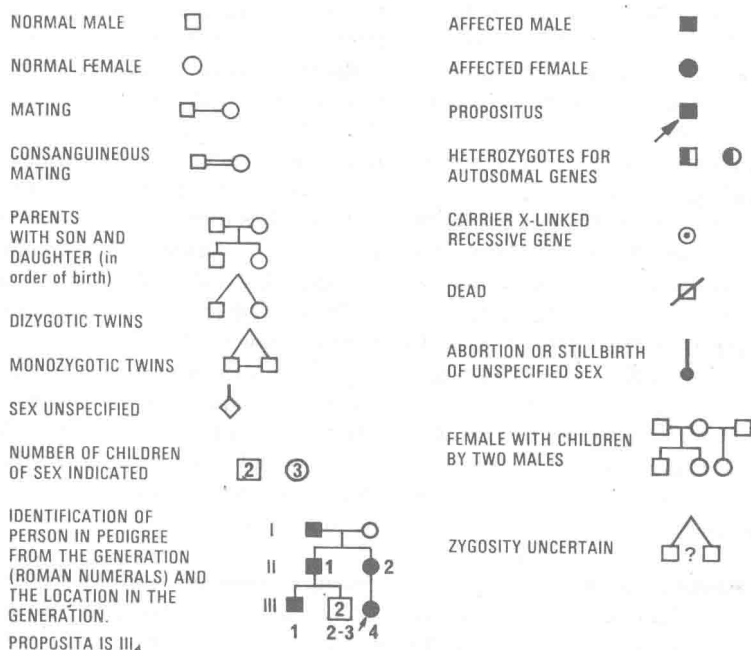 NORMAL MALE
NORMAL FEMALE
MATING
CONSANGUINEOUS
MATING
PARENTS
WITH SON AND
DAUGHTER (in
order of birth)
DIZYGOTIC TWINS
MONOZYGOTIC TWINS
SEX UNSPECIFIED
NUMBER OF CHILDREN
OF SEX INDICATED
2 3
IDENTIFICATION OF
PERSON IN PEDIGREE
FROM THE GENERATION
(ROMAN NUMERALS) AND
THE LOCATION IN THE
GENERATION.
PROPOSITA IS III4
I
II 1 2
III 2
1 2-3 4
AFFECTED MALE
AFFECTED FEMALE
PROPOSITUS
HETEROZYGOTES FOR
AUTOSOMAL GENES
CARRIER X-LINKED
RECESSIVE GENE
DEAD
ABORTION OR STILLBIRTH
OF UNSPECIFIED SEX
FEMALE WITH CHILDREN
BY TWO MALES
ZYGOSITY UNCERTAIN
?